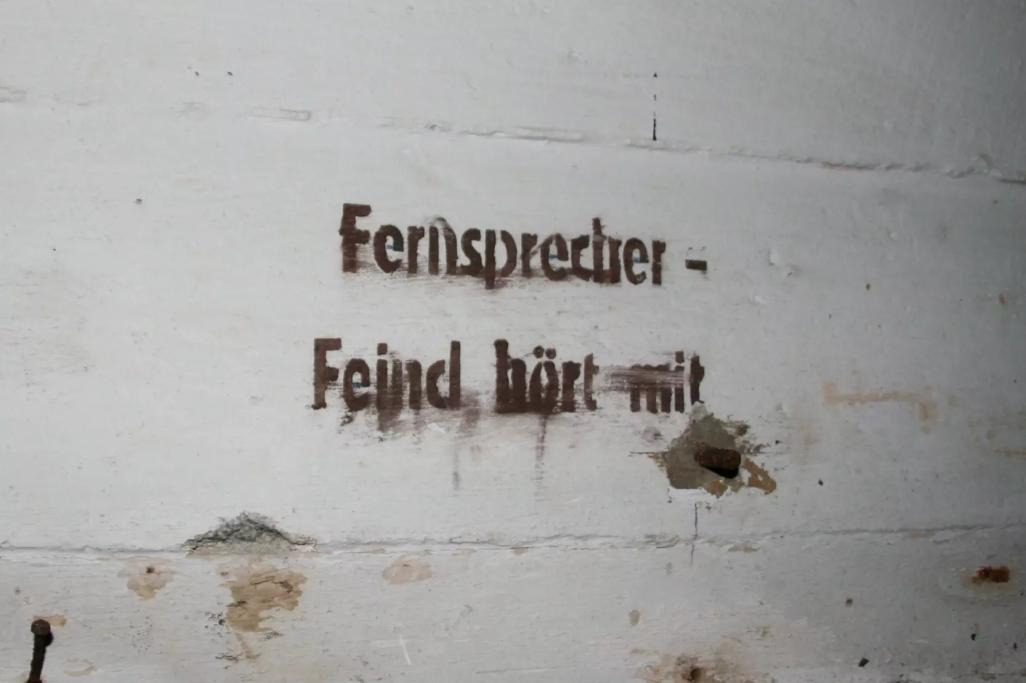 Fernsprecher -
Feind hört mit